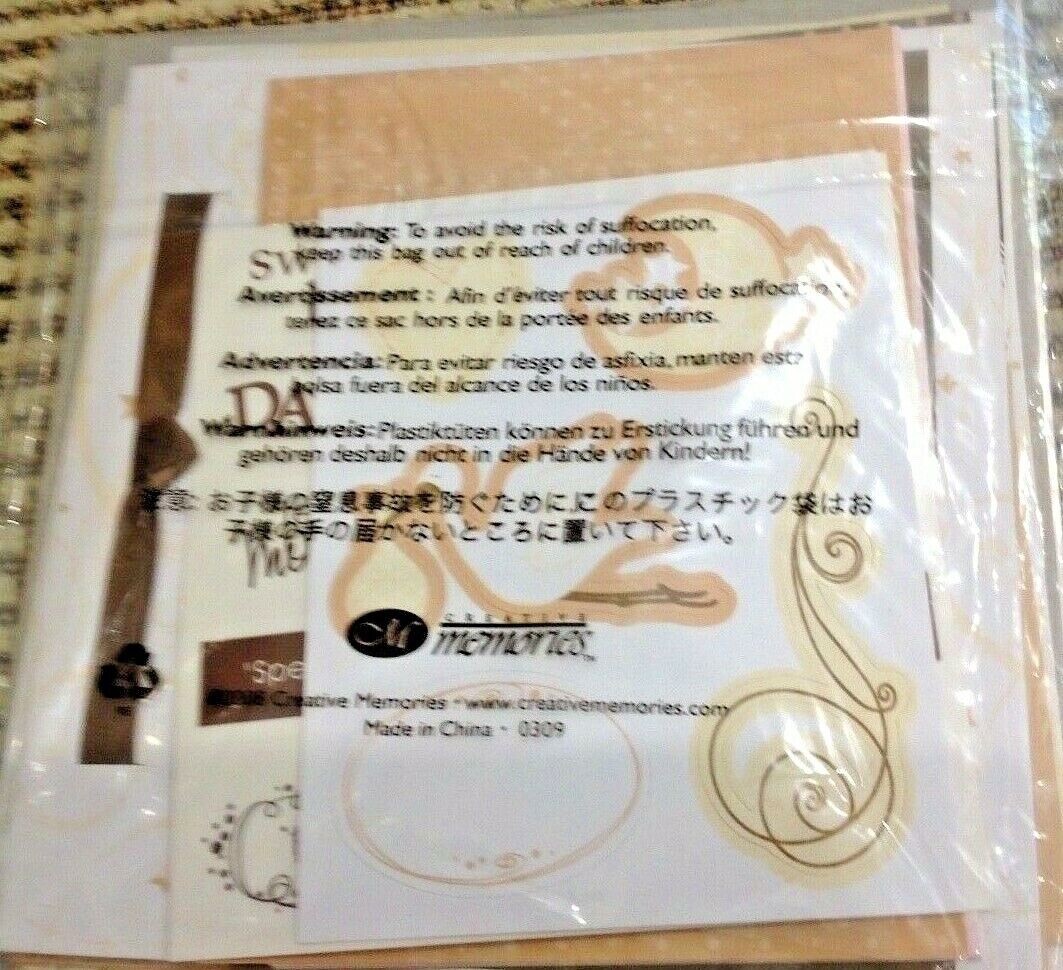 Warning: To avoid the risk of suffocation,
keep this bag out of reach of children.
SW
Avertissement : Afin d'éviter tout risque de suffocation,
tenez ce sac hors de la portée des enfants.
Advertencia: Para evitar riesgo de asfixia, manten esta
bolsa fuera del alcance de los niños.
DA
Warnhinweis: Plastiktüten können zu Erstickung führen und
gehören deshalb nicht in die Hände von Kindern!
注意: お子様の窒息事故を防ぐために、このプラスチック袋はお
子様の手の届かないところに置いて下さい。
CM CREATIVE
memories™
"Spe
Creative Memories • www.creativememories.com
Made in China • 0309